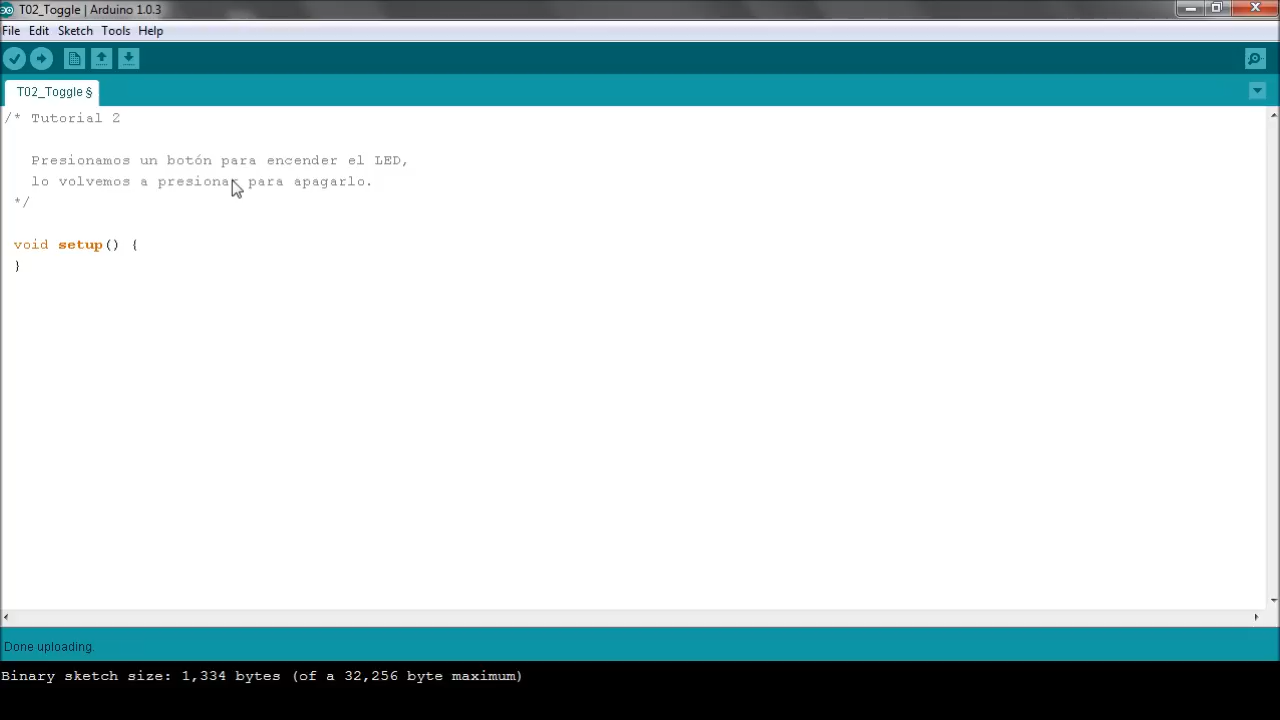 T02_Toggle | Arduino 1.0.3
File Edit Sketch Tools Help
T02_Toggle §
/* Tutorial 2
Presionamos un botón para encender el LED,
lo volvemos a presionar para apagarlo.
*/
void setup() {
}
Done uploading.
Binary sketch size: 1,334 bytes (of a 32,256 byte maximum)